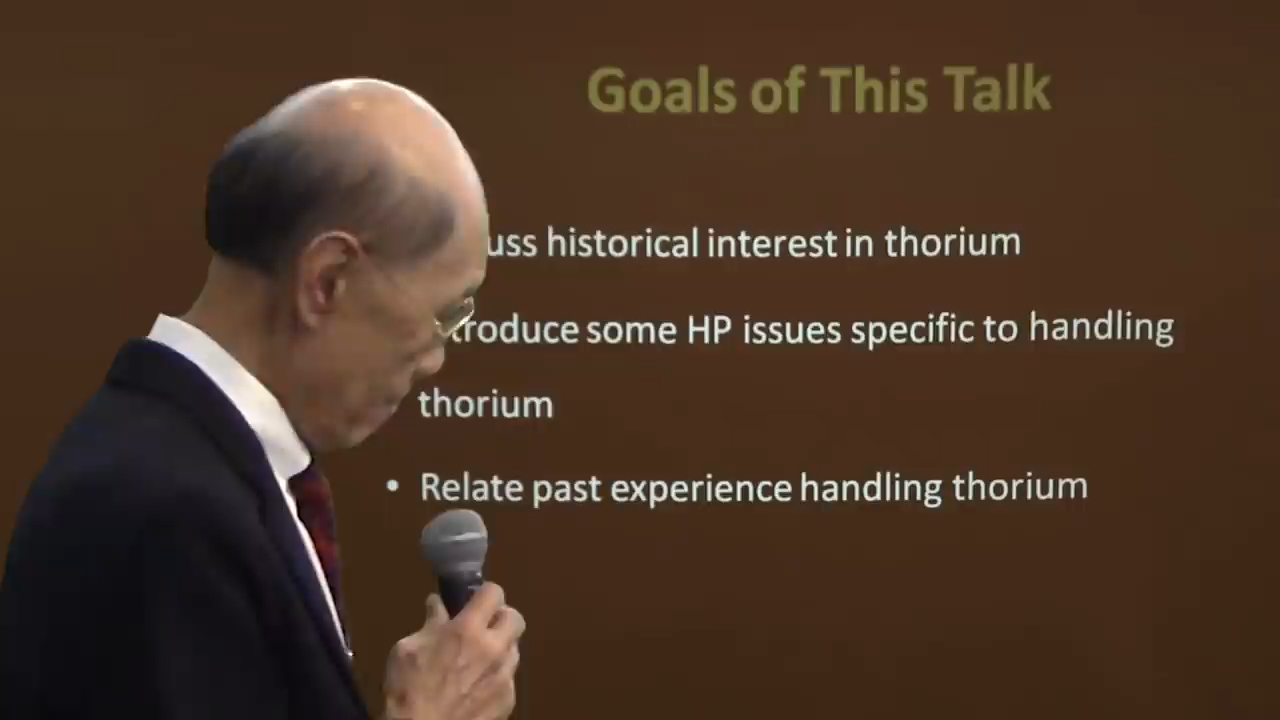 Goals of This Talk
uss historical interest in thorium
troduce some HP issues specific to handling
thorium
• Relate past experience handling thorium